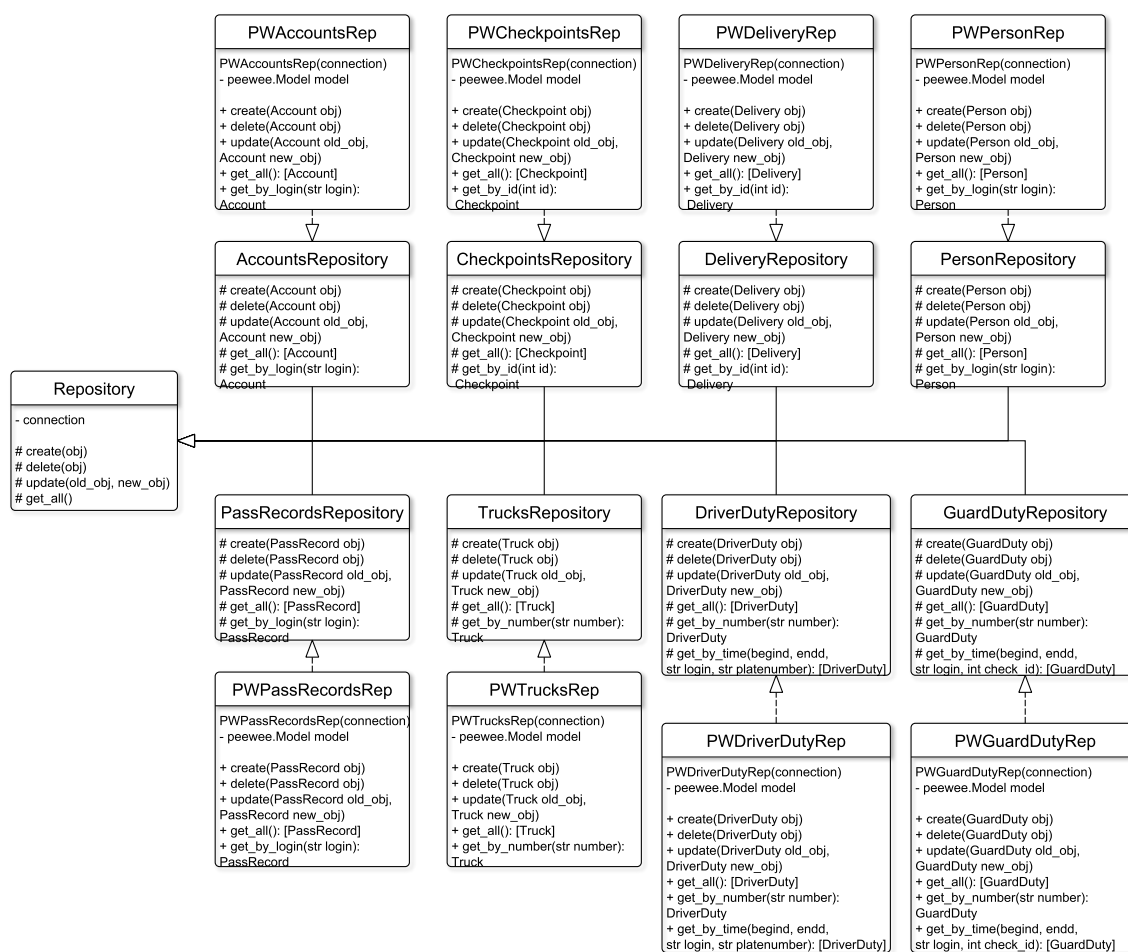 PWAccountsRep
PWAccountsRep(connection)
- peewee.Model model
+ create(Account obj)
+ delete(Account obj)
+ update(Account old_obj,
Account new_obj)
+ get_all(): [Account]
+ get_by_login(str login):
Account
PWCheckpointsRep
PWCheckpointsRep(connection)
- peewee.Model model
+ create(Checkpoint obj)
+ delete(Checkpoint obj)
+ update(Checkpoint old_obj,
Checkpoint new_obj)
+ get_all(): [Checkpoint]
+ get_by_id(int id):
Checkpoint
PWDeliveryRep
PWDeliveryRep(connection)
- peewee.Model model
+ create(Delivery obj)
+ delete(Delivery obj)
+ update(Delivery old_obj,
Delivery new_obj)
+ get_all(): [Delivery]
+ get_by_id(int id):
Delivery
PWPersonRep
PWPersonRep(connection)
- peewee.Model model
+ create(Person obj)
+ delete(Person obj)
+ update(Person old_obj,
Person new_obj)
+ get_all(): [Person]
+ get_by_login(str login):
Person
AccountsRepository
# create(Account obj)
# delete(Account obj)
# update(Account old_obj,
Account new_obj)
# get_all(): [Account]
# get_by_login(str login):
Account
CheckpointsRepository
# create(Checkpoint obj)
# delete(Checkpoint obj)
# update(Checkpoint old_obj,
Checkpoint new_obj)
# get_all(): [Checkpoint]
# get_by_id(int id):
Checkpoint
DeliveryRepository
# create(Delivery obj)
# delete(Delivery obj)
# update(Delivery old_obj,
Delivery new_obj)
# get_all(): [Delivery]
# get_by_id(int id):
Delivery
PersonRepository
# create(Person obj)
# delete(Person obj)
# update(Person old_obj,
Person new_obj)
# get_all(): [Person]
# get_by_login(str login):
Person
Repository
- connection
# create(obj)
# delete(obj)
# update(old_obj, new_obj)
# get_all()
PassRecordsRepository
# create(PassRecord obj)
# delete(PassRecord obj)
# update(PassRecord old_obj,
PassRecord new_obj)
# get_all(): [PassRecord]
# get_by_login(str login):
PassRecord
TrucksRepository
# create(Truck obj)
# delete(Truck obj)
# update(Truck old_obj,
Truck new_obj)
# get_all(): [Truck]
# get_by_number(str number):
Truck
DriverDutyRepository
# create(DriverDuty obj)
# delete(DriverDuty obj)
# update(DriverDuty old_obj,
DriverDuty new_obj)
# get_all(): [DriverDuty]
# get_by_number(str number):
DriverDuty
# get_by_time(begind, endd,
str login, str platenumber): [DriverDuty]
GuardDutyRepository
# create(GuardDuty obj)
# delete(GuardDuty obj)
# update(GuardDuty old_obj,
GuardDuty new_obj)
# get_all(): [GuardDuty]
# get_by_number(str number):
GuardDuty
# get_by_time(begind, endd,
str login, int check_id): [GuardDuty]
PWPassRecordsRep
PWPassRecordsRep(connection)
- peewee.Model model
+ create(PassRecord obj)
+ delete(PassRecord obj)
+ update(PassRecord old_obj,
PassRecord new_obj)
+ get_all(): [PassRecord]
+ get_by_login(str login):
PassRecord
PWTrucksRep
PWTrucksRep(connection)
- peewee.Model model
+ create(Truck obj)
+ delete(Truck obj)
+ update(Truck old_obj,
Truck new_obj)
+ get_all(): [Truck]
+ get_by_number(str number):
Truck
PWDriverDutyRep
PWDriverDutyRep(connection)
- peewee.Model model
+ create(DriverDuty obj)
+ delete(DriverDuty obj)
+ update(DriverDuty old_obj,
DriverDuty new_obj)
+ get_all(): [DriverDuty]
+ get_by_number(str number):
DriverDuty
+ get_by_time(begind, endd,
str login, str platenumber): [DriverDuty]
PWGuardDutyRep
PWGuardDutyRep(connection)
- peewee.Model model
+ create(GuardDuty obj)
+ delete(GuardDuty obj)
+ update(GuardDuty old_obj,
GuardDuty new_obj)
+ get_all(): [GuardDuty]
+ get_by_number(str number):
GuardDuty
+ get_by_time(begind, endd,
str login, int check_id): [GuardDuty]